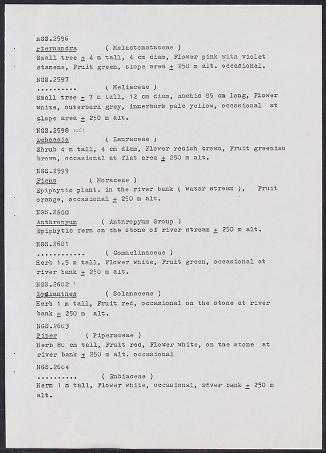 NGS.2596
Pternandra ( Melastomataceae )
Small tree ± 4 m tall, 4 cm diam, Flower pink with violet
stamens, Fruit green, slope area ± 250 m alt. occasional.
NGS.2597
.......... ( Meliaceae )
Small tree ± 7 m tall, 12 cm diam, 85 cm long, Flower
white, outerbark grey, innerbark pale yellow, occasional at
slope area ± 250 m alt.
NGS.2598
Dehaasia ( Lauraceae )
Shrub 4 m tall, 4 cm diam, Flower redish brown, Fruit greenian
brown, occasional at flat area ± 250 m alt.
NGS.2599
Ficus ( Moraceae )
Epiphytic plant, in the river bank ( water stream ), Fruit
orange, occasional ± 250 m alt.
NGS.2600
Anthropyum ( Anthropyum Group )
Epiphytic fern on the stone of river stream ± 250 m alt.
NGS.2601
............ ( Commelinaceae )
Herb 1.5 m tall, Flower white, Fruit green, occasional at
river bank ± 250 m alt.
NGS.2602
Lycianthes ( Solanaceae )
Herb 1 m tall, Fruit red, occasional on the stone at river
bank ± 250 m alt.
NGS.2603
Piper ( Piperaceae )
Herb 80 cm tall, Fruit red, Flower white, on the stone at
river bank ± 250 m alt. occasional
NGS.2604
.......... ( Rubiaceae )
Herm 1 m tall, Flower white, occasional, river bank ± 250 m
alt.